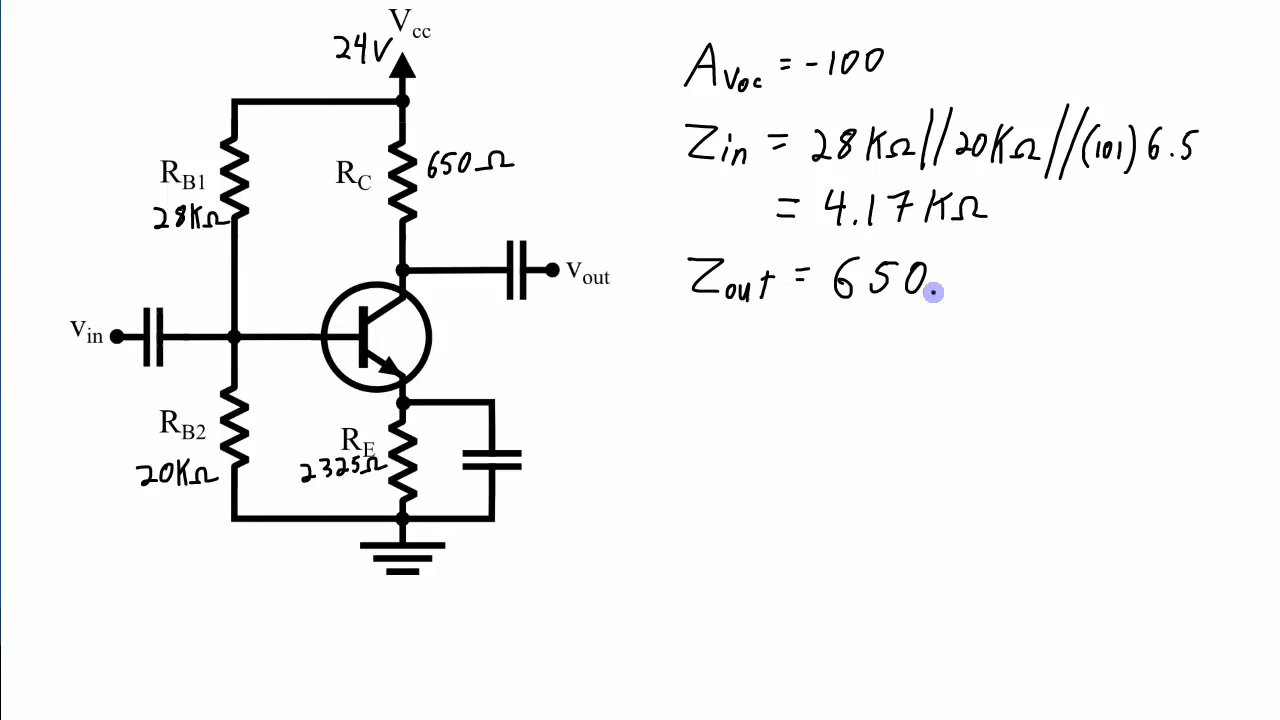 Vcc
24V
RB1
28KΩ
RC
650Ω
vout
vin
RB2
20KΩ
RE
2325Ω
Avoc = -100
Zin = 28KΩ//20KΩ//(101)6.5
= 4.17KΩ
Zout = 650.